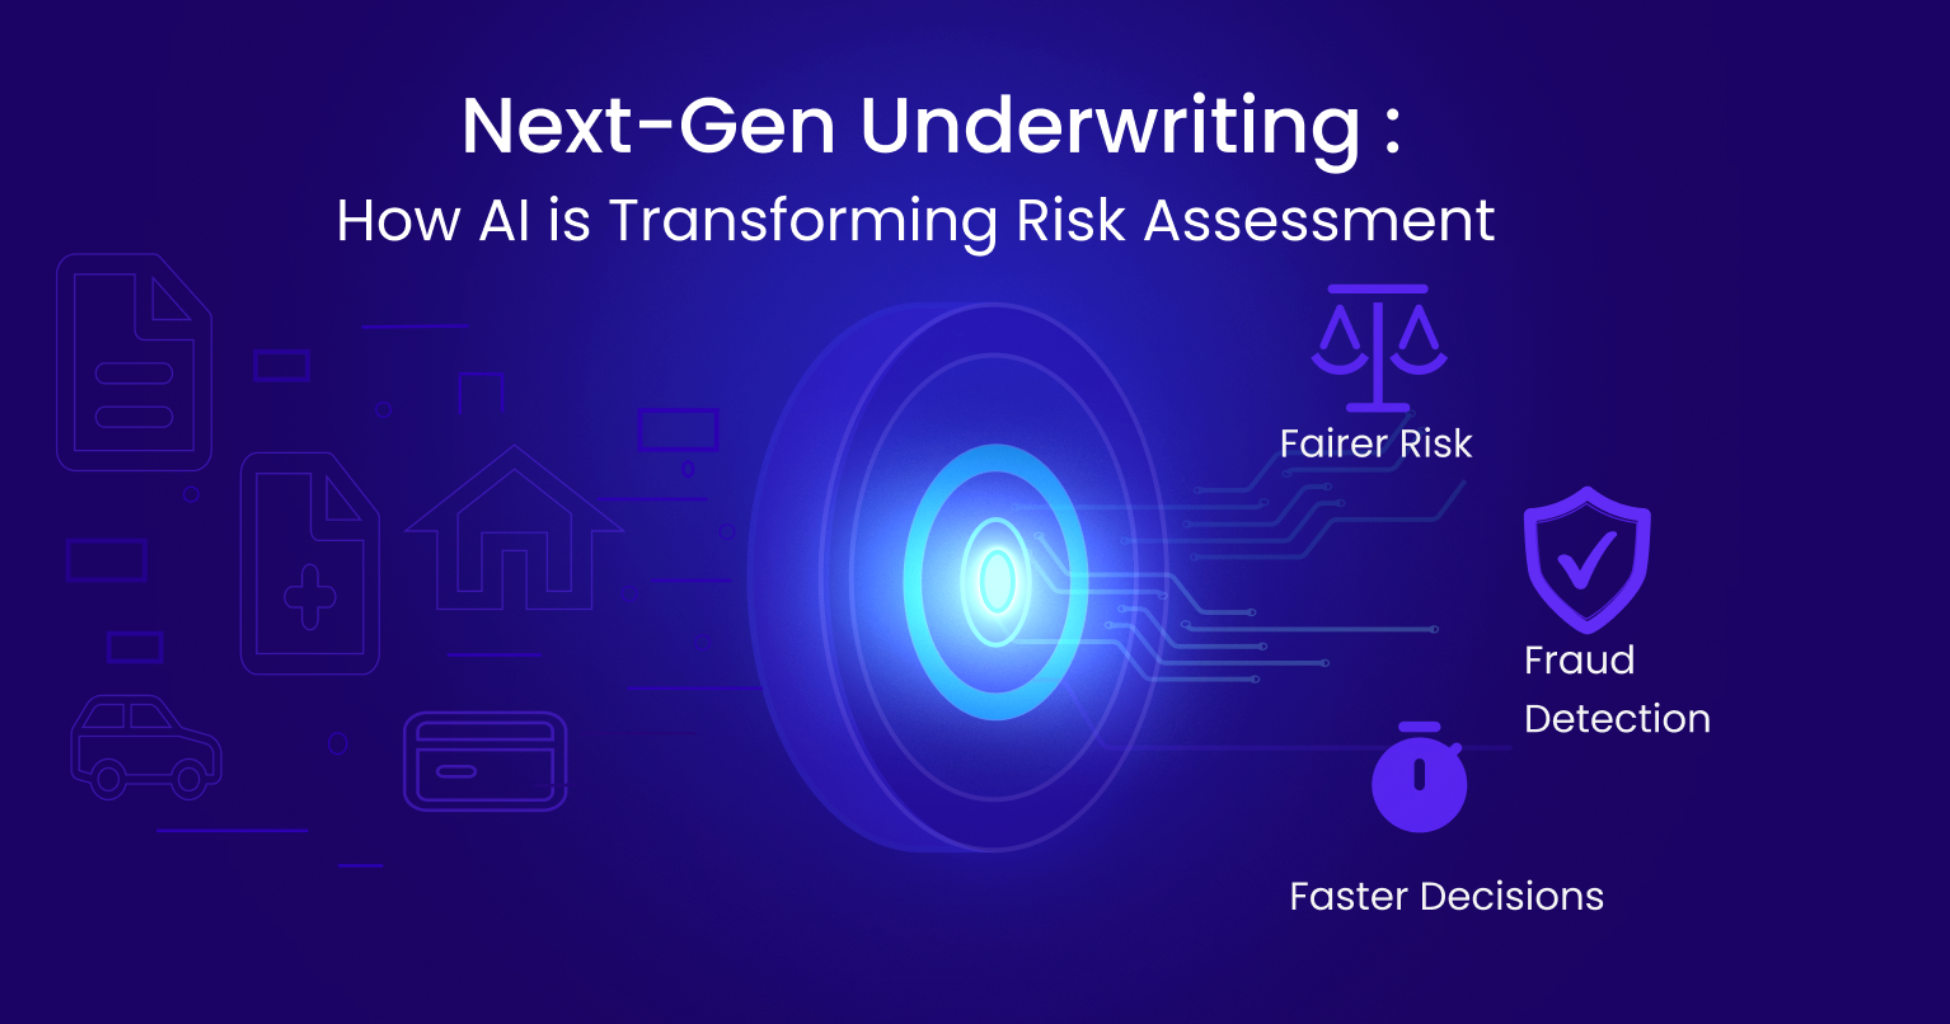 Next-Gen Underwriting :
How AI is Transforming Risk Assessment
Fairer Risk
Fraud
Detection
Faster Decisions